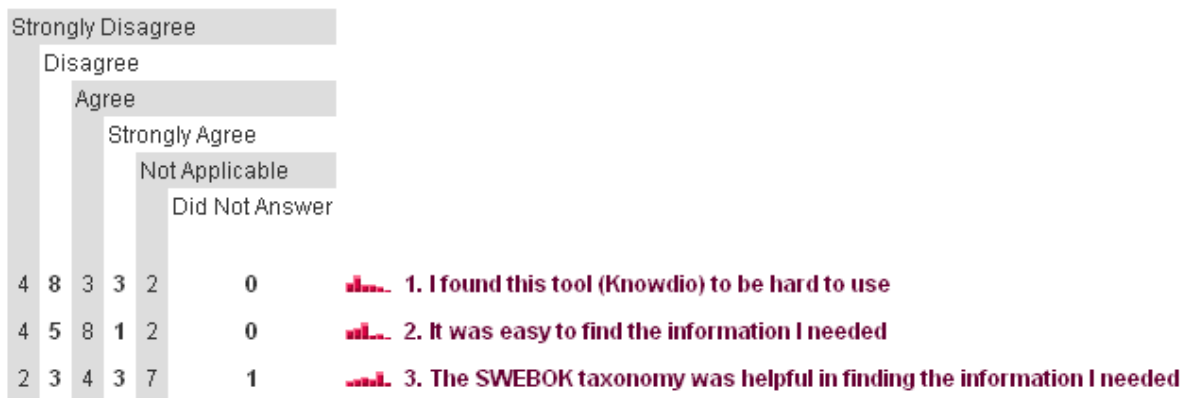 Strongly Disagree
Disagree
Agree
Strongly Agree
Not Applicable
Did Not Answer
4 8 3 3 2 0 1. I found this tool (Knowdio) to be hard to use
4 5 8 1 2 0 2. It was easy to find the information I needed
2 3 4 3 7 1 3. The SWEBOK taxonomy was helpful in finding the information I needed